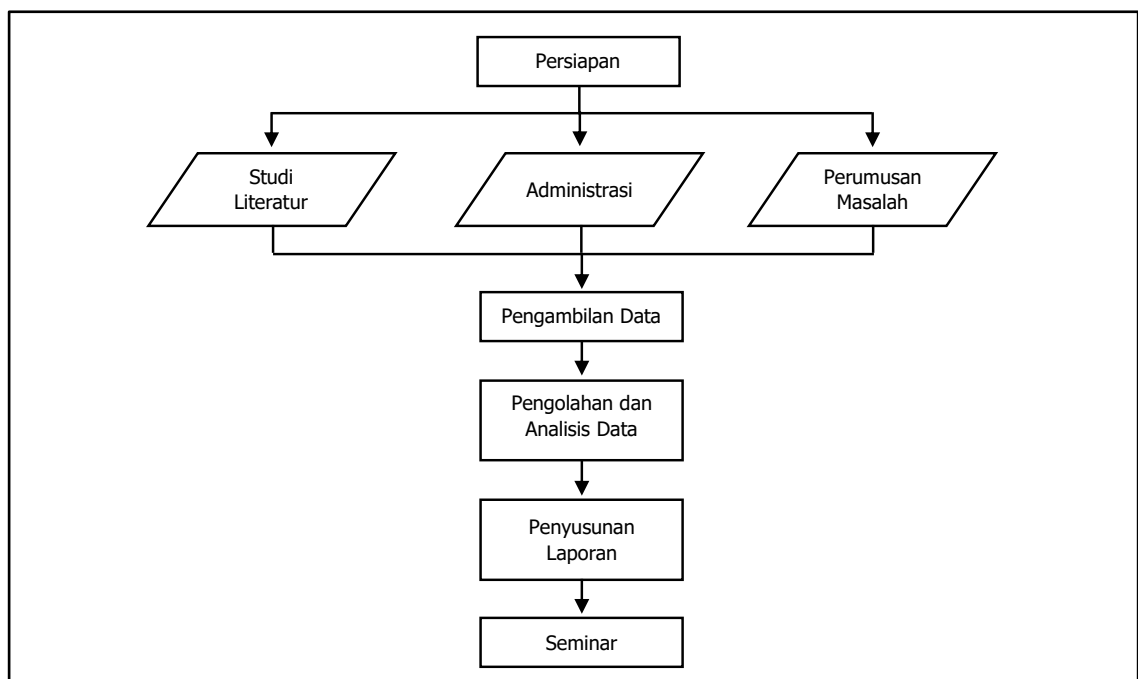 Persiapan
Studi
Literatur
Administrasi
Perumusan
Masalah
Pengambilan Data
Pengolahan dan
Analisis Data
Penyusunan
Laporan
Seminar